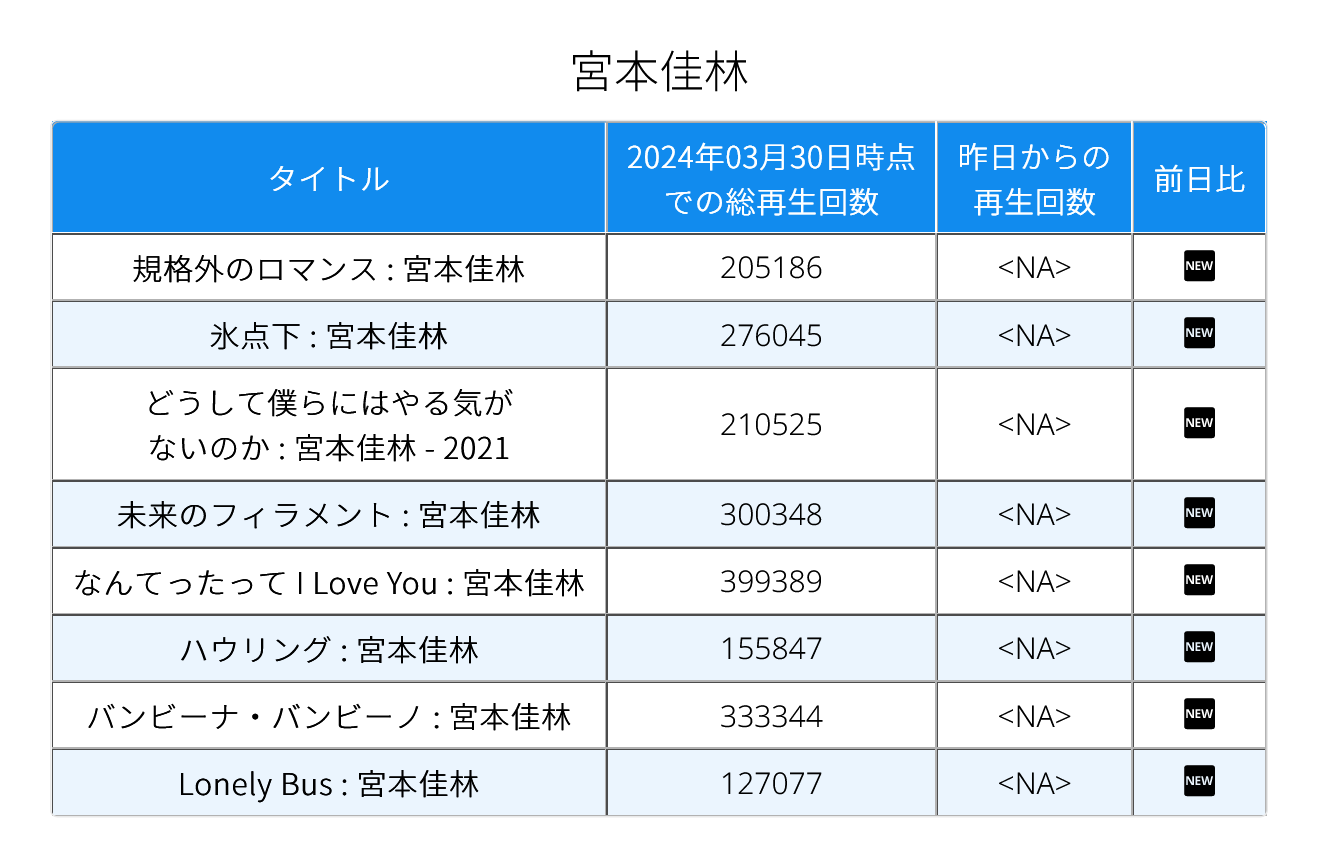 宮本佳林
タイトル
2024年03月30日時点
での総再生回数
昨日からの
再生回数
前日比
規格外のロマンス : 宮本佳林
205186
<NA>
NEW
氷点下 : 宮本佳林
276045
<NA>
NEW
どうして僕らにはやる気が
ないのか : 宮本佳林 - 2021
210525
<NA>
NEW
未来のフィラメント : 宮本佳林
300348
<NA>
NEW
なんてったって I Love You : 宮本佳林
399389
<NA>
NEW
ハウリング : 宮本佳林
155847
<NA>
NEW
バンビーナ・バンビーノ : 宮本佳林
333344
<NA>
NEW
Lonely Bus : 宮本佳林
127077
<NA>
NEW